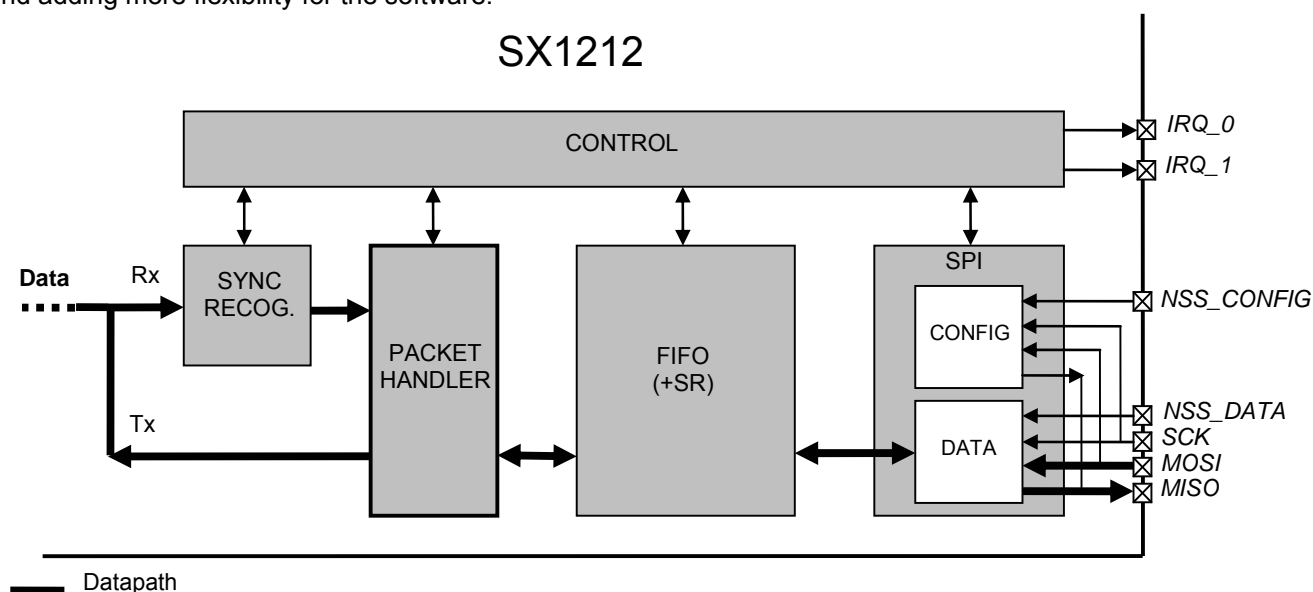 nd adding more flexibility for the software.
SX1212
CONTROL
IRQ_0
IRQ_1
Data
Rx
SYNC
RECOG.
PACKET
HANDLER
FIFO
(+SR)
SPI
CONFIG
DATA
NSS_CONFIG
NSS_DATA
SCK
MOSI
MISO
Tx
Datapath